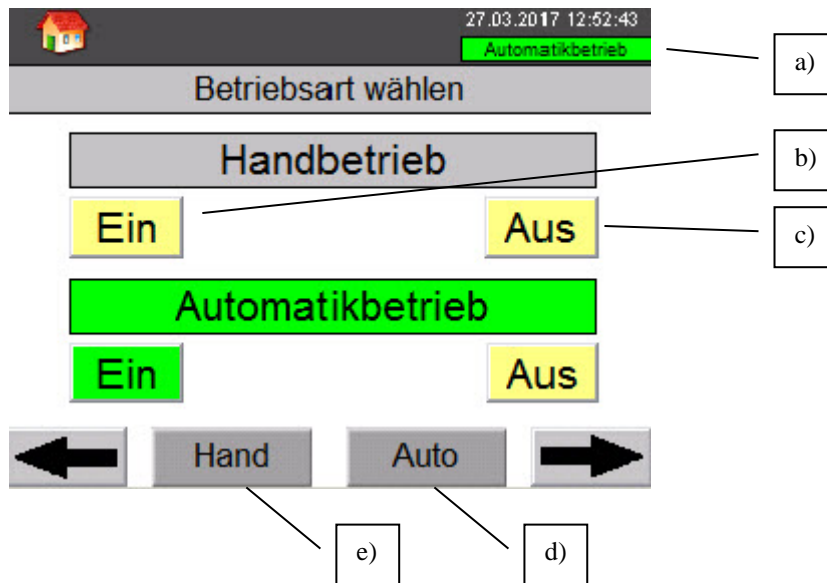 27.03.2017 12:52:43
Automatikbetrieb
a)
Betriebsart wählen
Handbetrieb
b)
Ein
Aus
c)
Automatikbetrieb
Ein
Aus
Hand
Auto
e)
d)